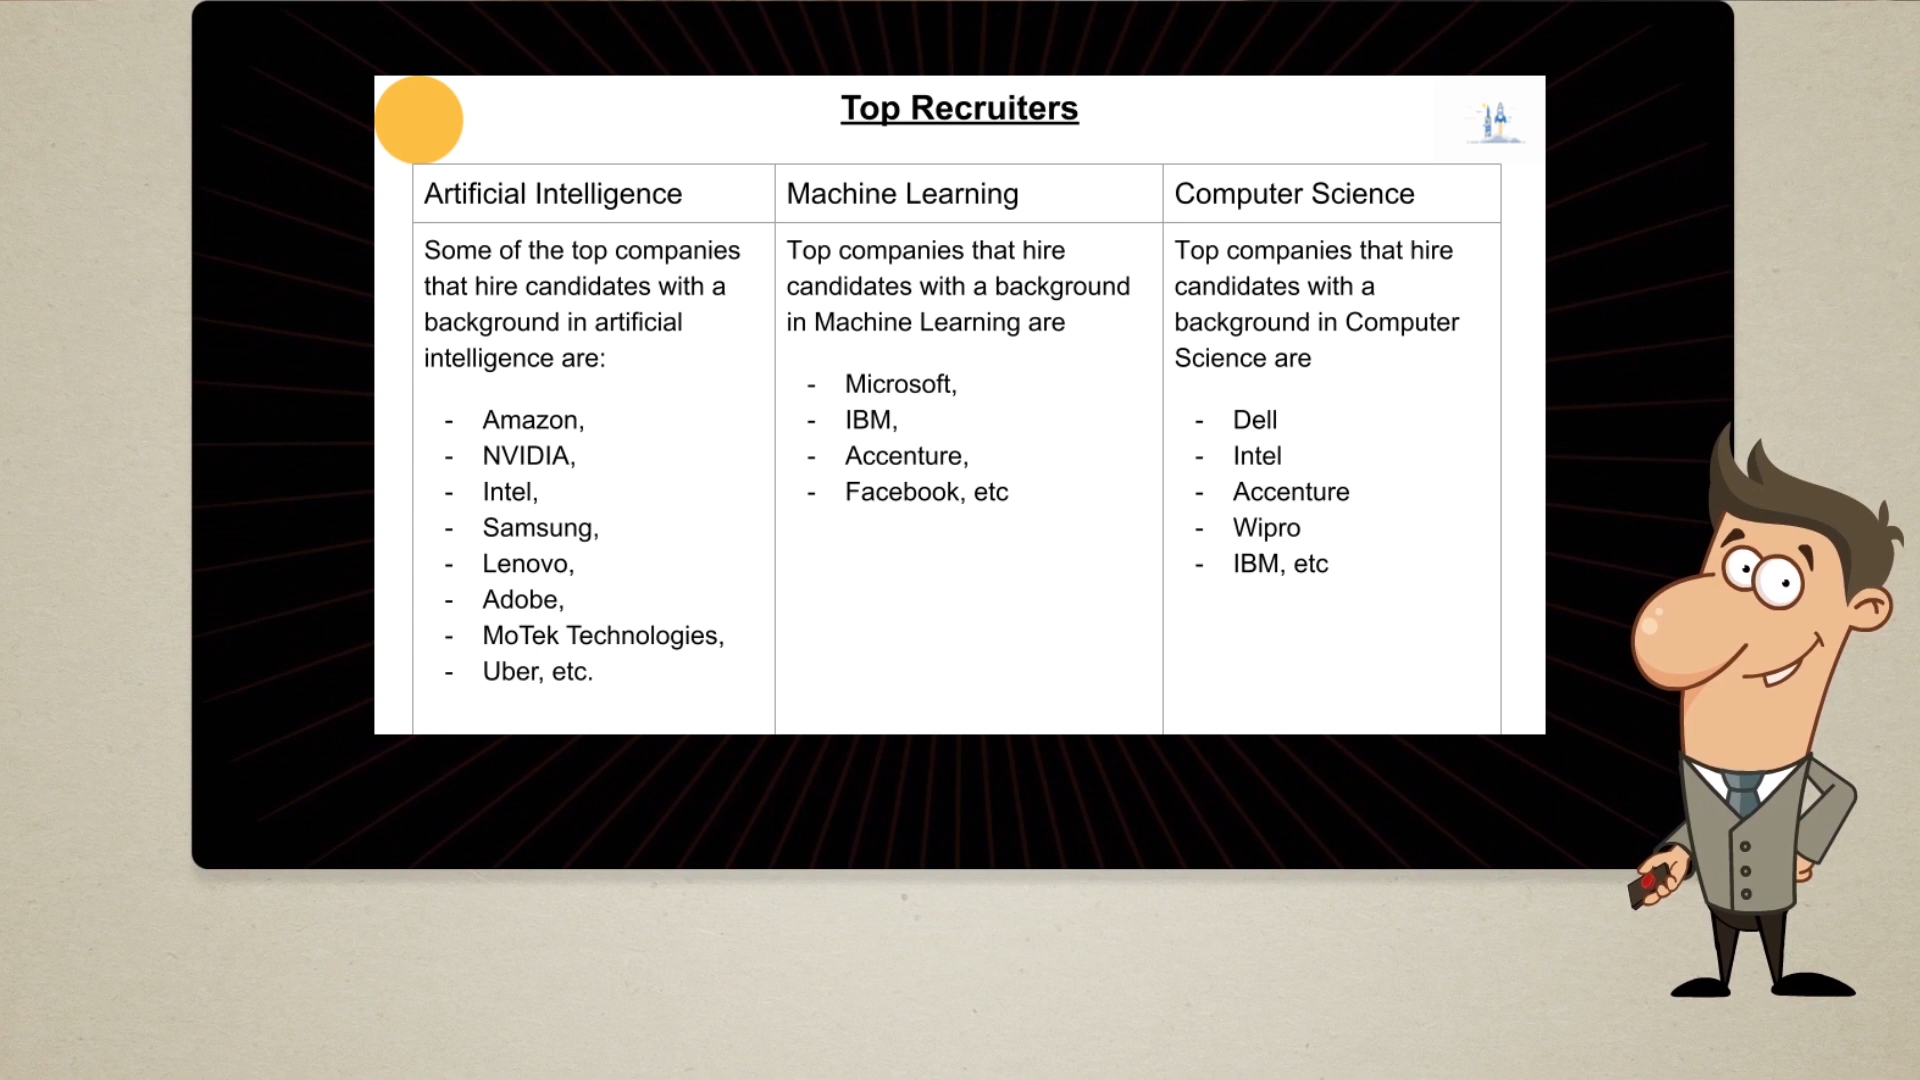 Top Recruiters
Artificial Intelligence
Some of the top companies
that hire candidates with a
background in artificial
intelligence are:
- Amazon,
- NVIDIA,
- Intel,
- Samsung,
- Lenovo,
- Adobe,
- MoTek Technologies,
- Uber, etc.
Machine Learning
Top companies that hire
candidates with a background
in Machine Learning are
- Microsoft,
- IBM,
- Accenture,
- Facebook, etc
Computer Science
Top companies that hire
candidates with a
background in Computer
Science are
- Dell
- Intel
- Accenture
- Wipro
- IBM, etc